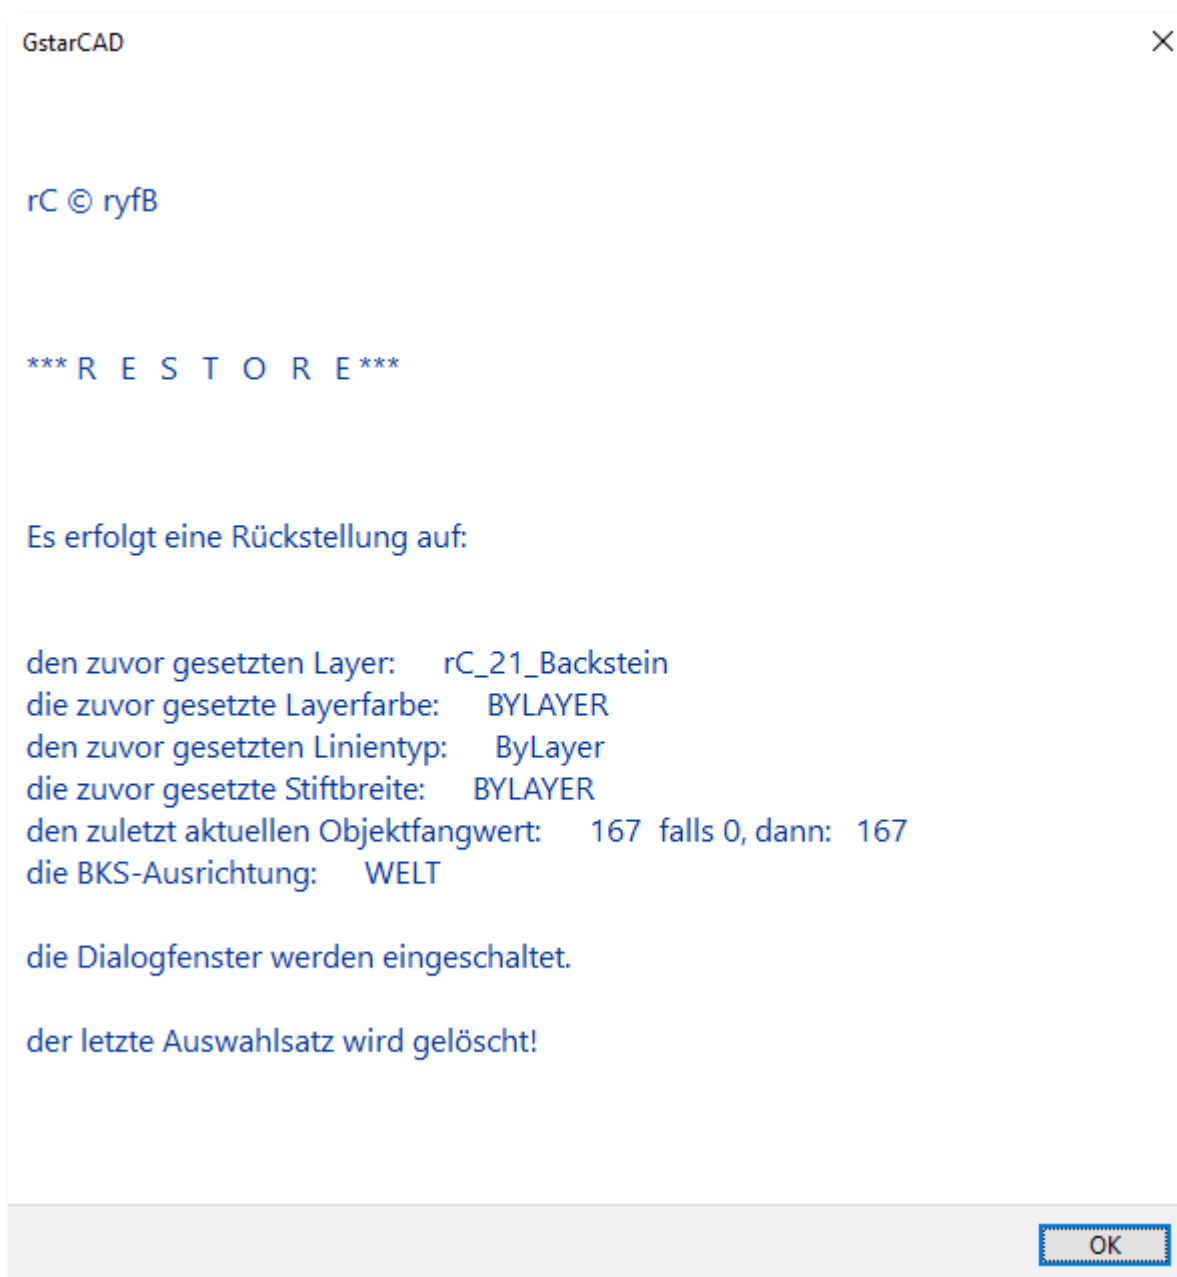 GstarCAD
rC © ryfB
*** R E S T O R E ***
Es erfolgt eine Rückstellung auf:
den zuvor gesetzten Layer: rC_21_Backstein
die zuvor gesetzte Layerfarbe: BYLAYER
den zuvor gesetzten Linientyp: ByLayer
die zuvor gesetzte Stiftbreite: BYLAYER
den zuletzt aktuellen Objektfangwert: 167 falls 0, dann: 167
die BKS-Ausrichtung: WELT
die Dialogfenster werden eingeschaltet.
der letzte Auswahlsatz wird gelöscht!
OK